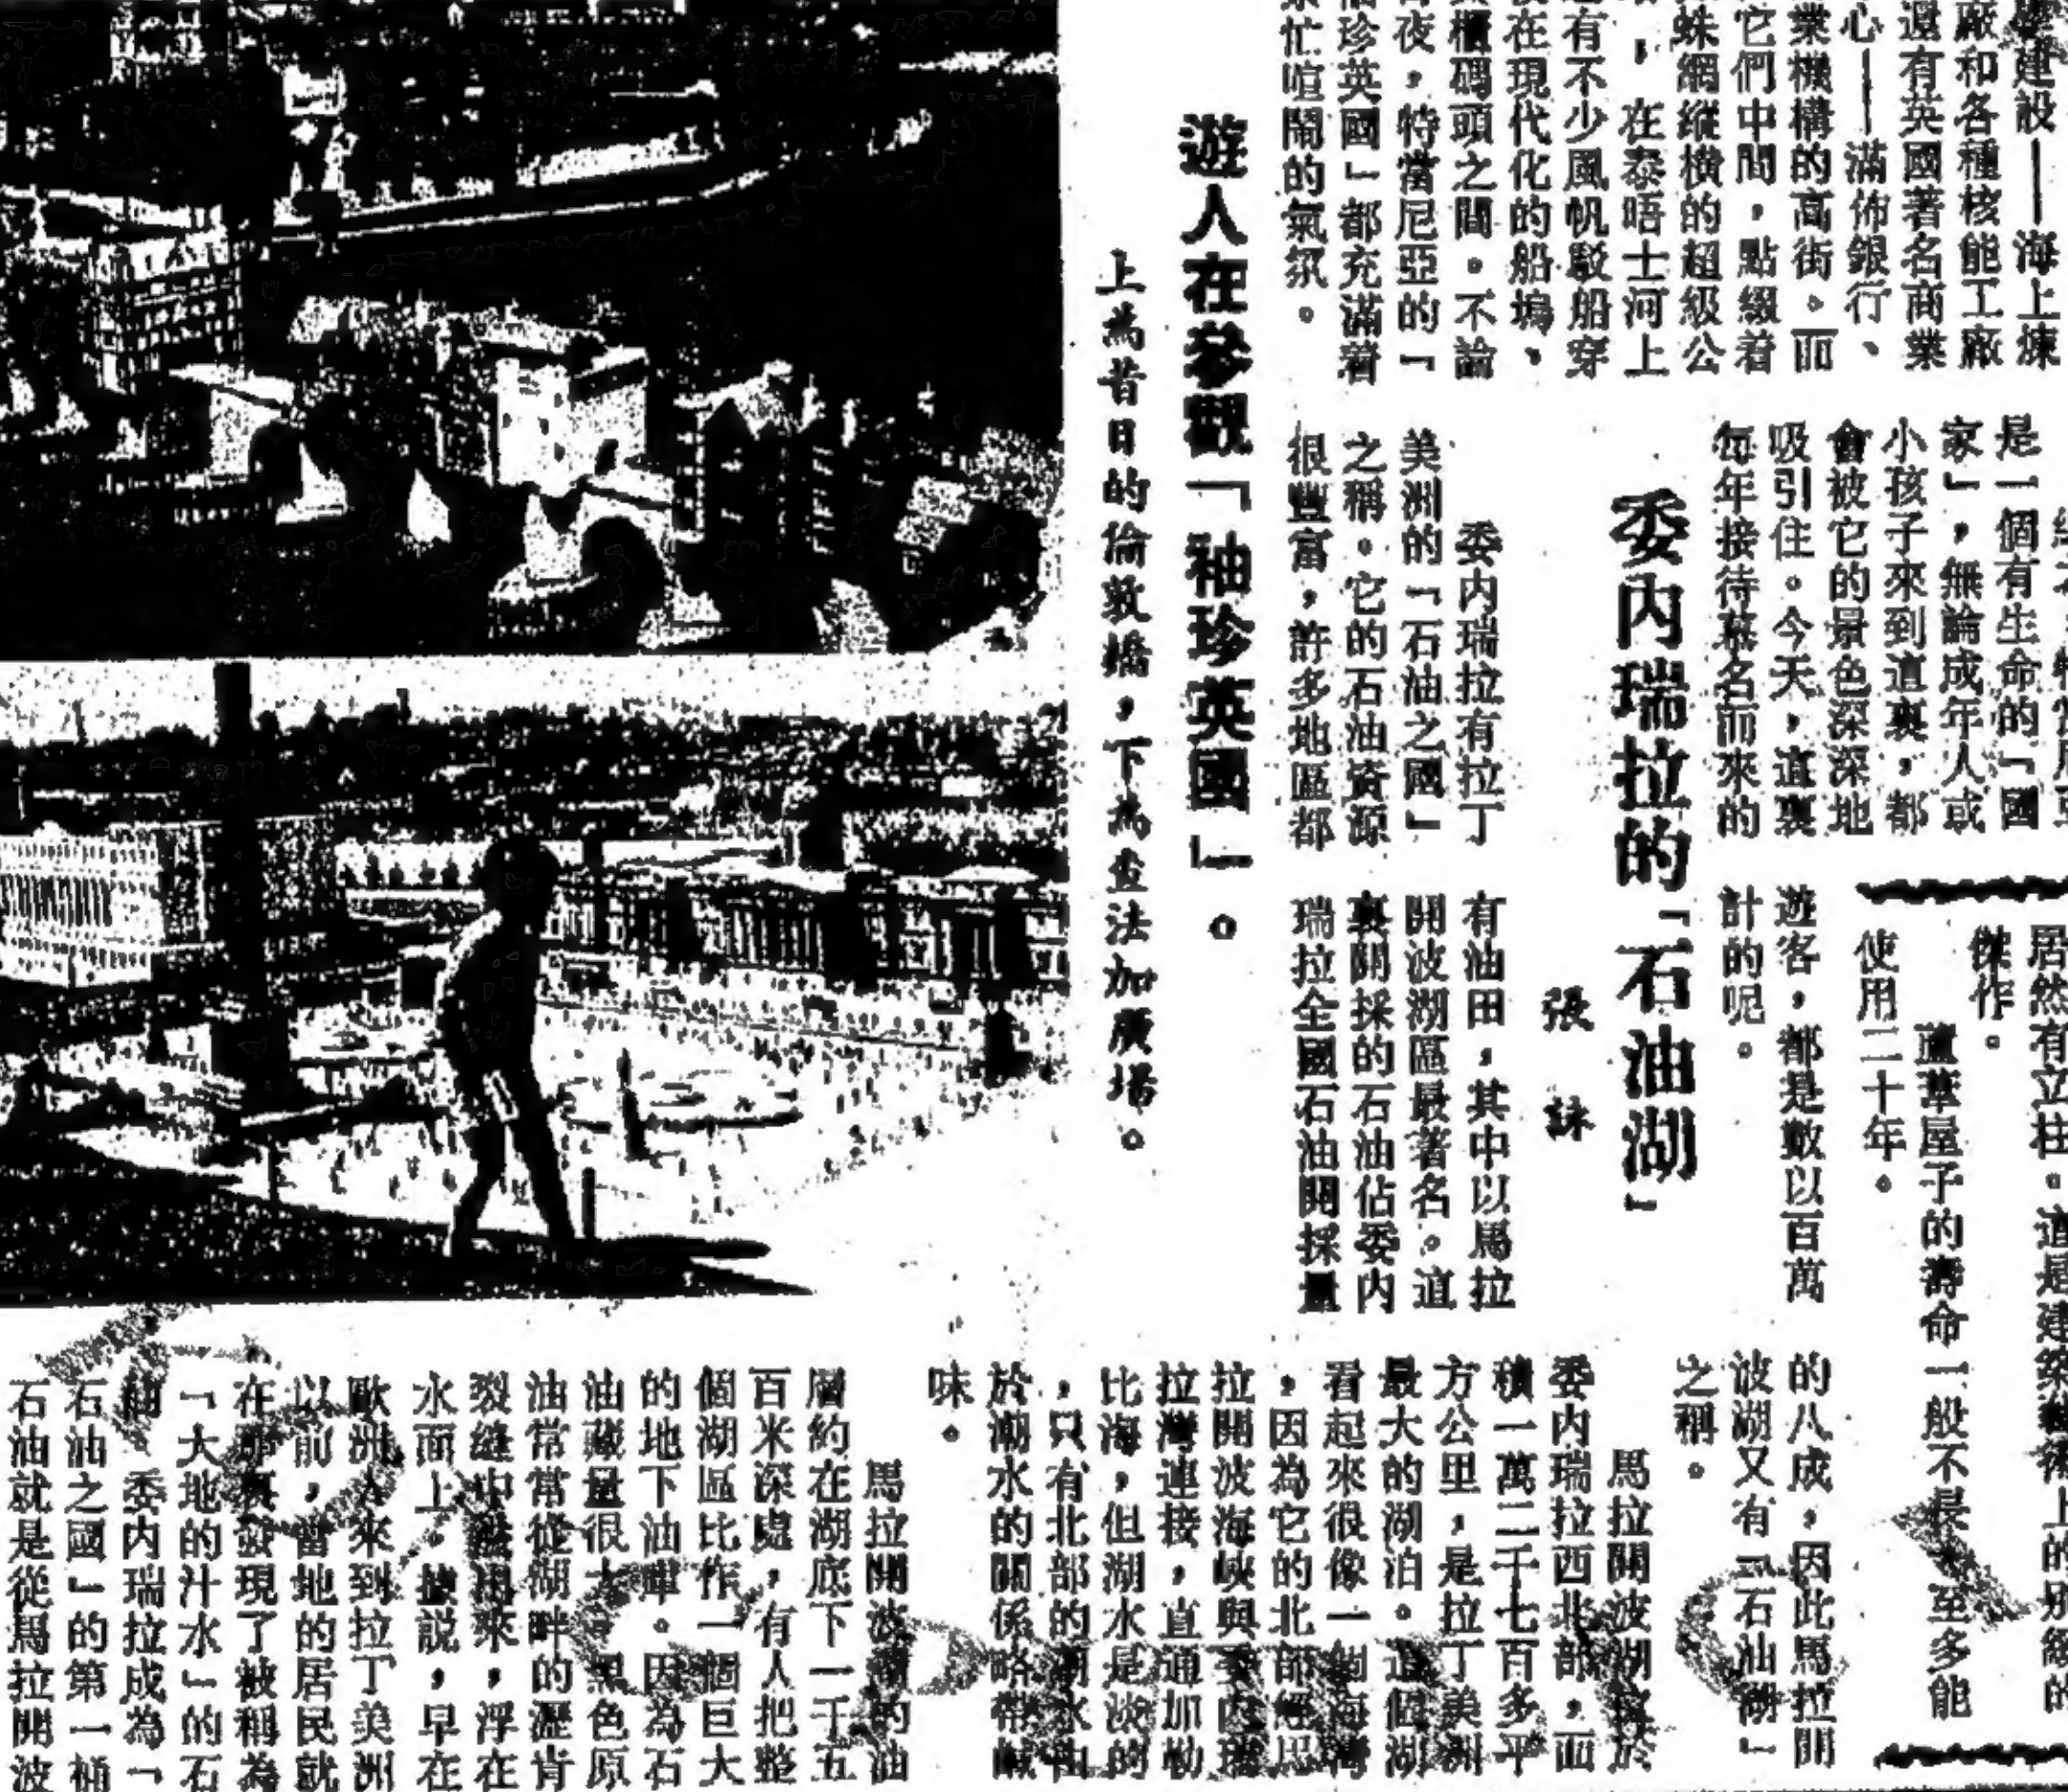 學建設——海上煉
廠和各種核能工廠
還有英國著名商業
心——滿佈銀行、
業機構的高街。而
它們中間，點綴着
蛛網縱橫的超級公
，在泰晤士河上
有不少風帆駁船穿
在現代化的船塢、
櫃碼頭之間。不論
夜，特當尼亞的「
珍英國」都充滿着
忙喧鬧的氣氛。
是一個有生命的「國
家」，無論成年人或
小孩子來到這裏，都
會被它的景色深深地
吸引住。今天，這裏
每年接待慕名而來的
遊客，都是數以百萬
計的呢。
遊人在參觀「袖珍英國」。
上為昔日的倫敦橋，下為查法加廣場。
居然有立柱。這是建築藝術上的別緻的
傑作。
蘆葦屋子的壽命一般不長，至多能
使用二十年。
委內瑞拉的「石油湖」
張 詠
委內瑞拉有拉丁
美洲的「石油之國」
之稱。它的石油資源
很豐富，許多地區都
有油田，其中以馬拉
開波湖區最著名。這
裏開採的石油佔委內
瑞拉全國石油開採量
的八成，因此馬拉開
波湖又有「石油湖」
之稱。
馬拉開波湖位於
委內瑞拉西北部，面
積一萬二千七百多平
方公里，是拉丁美洲
最大的湖泊。這個湖
看起來很像一個海灣
，因為它的北部經馬
拉開波海峽與委內瑞
拉灣連接，直通加勒
比海，但湖水是淡的
，只有北部的湖水由
於潮水的關係略帶鹹
味。
馬拉開波湖的油
層約在湖底下一千五
百米深處，有人把整
個湖區比作一個巨大
的地下油庫。因為石
油藏量很大，黑色原
油常常從湖畔的瀝青
裂縫中溢出來，浮在
水面上。據說，早在
歐洲人來到拉丁美洲
以前，當地的居民就
在那裏發現了被稱為
「大地的汁水」的石
油。委內瑞拉成為「
石油之國」的第一桶
石油就是從馬拉開波